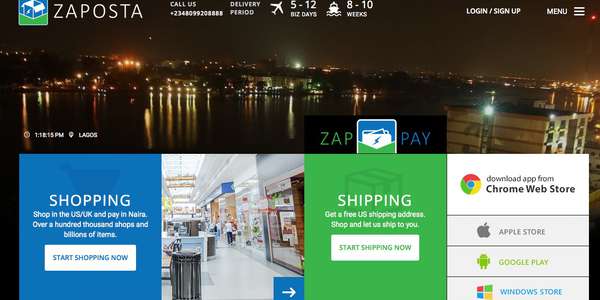 ZAPOSTA
CALL US
+2348099208888
DELIVERY
PERIOD
5 - 12
BIZ DAYS
8 - 10
WEEKS
LOGIN / SIGN UP
MENU
1:18:15 PM
LAGOS
ZAP PAY
SHOPPING
Shop in the US/UK and pay in Naira.
Over a hundred thousand shops and
billions of items.
START SHOPPING NOW
SHIPPING
Get a free US shipping address.
Shop and let us ship to you.
START SHIPPING NOW
download app from
Chrome Web Store
APPLE STORE
GOOGLE PLAY
WINDOWS STORE